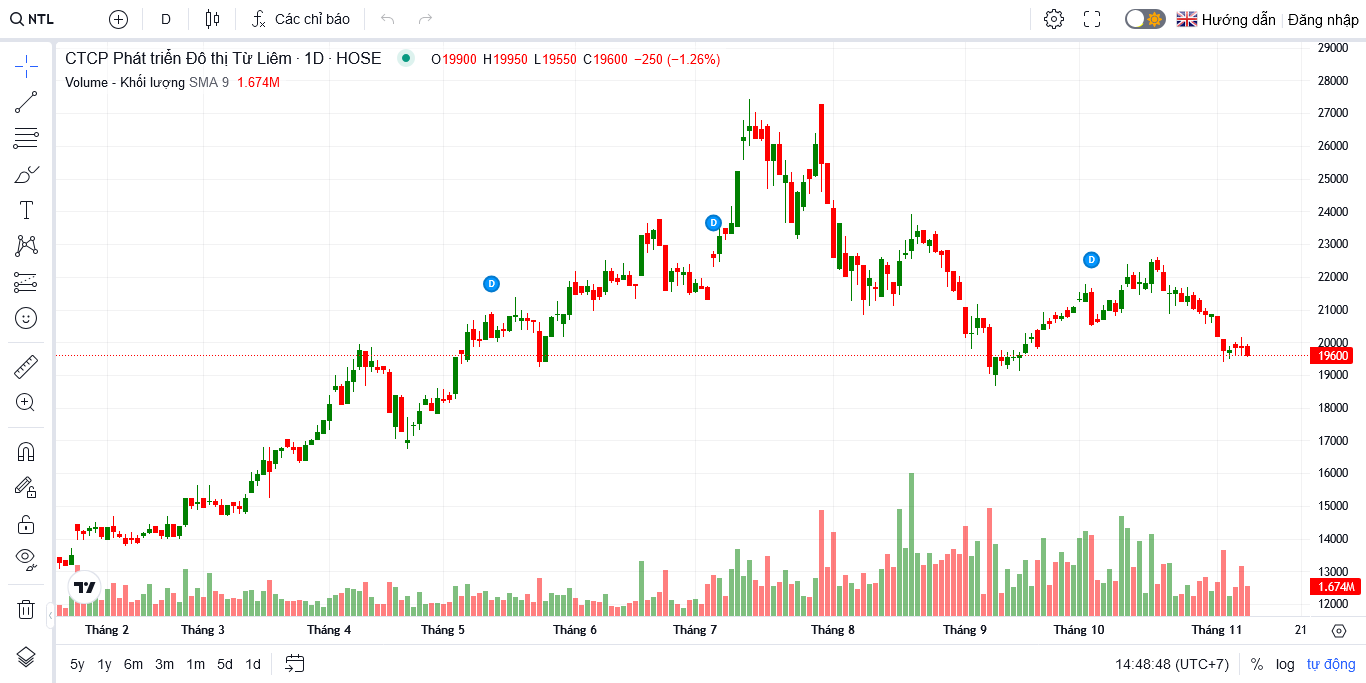 NTL D Các chỉ báo Hướng dẫn Đăng nhập
CTCP Phát triển Đô thị Từ Liêm · 1D · HOSE O19900 H19950 L19550 C19600 −250 (−1.26%)
Volume - Khối lượng SMA 9 1.674M
29000
28000
27000
26000
25000
24000
23000
22000
21000
20000
19600
19000
18000
17000
16000
15000
14000
13000
1.674M
12000
D
D
D
Tháng 2 Tháng 3 Tháng 4 Tháng 5 Tháng 6 Tháng 7 Tháng 8 Tháng 9 Tháng 10 Tháng 11 21
5y 1y 6m 3m 1m 5d 1d 14:48:48 (UTC+7) % log tự động